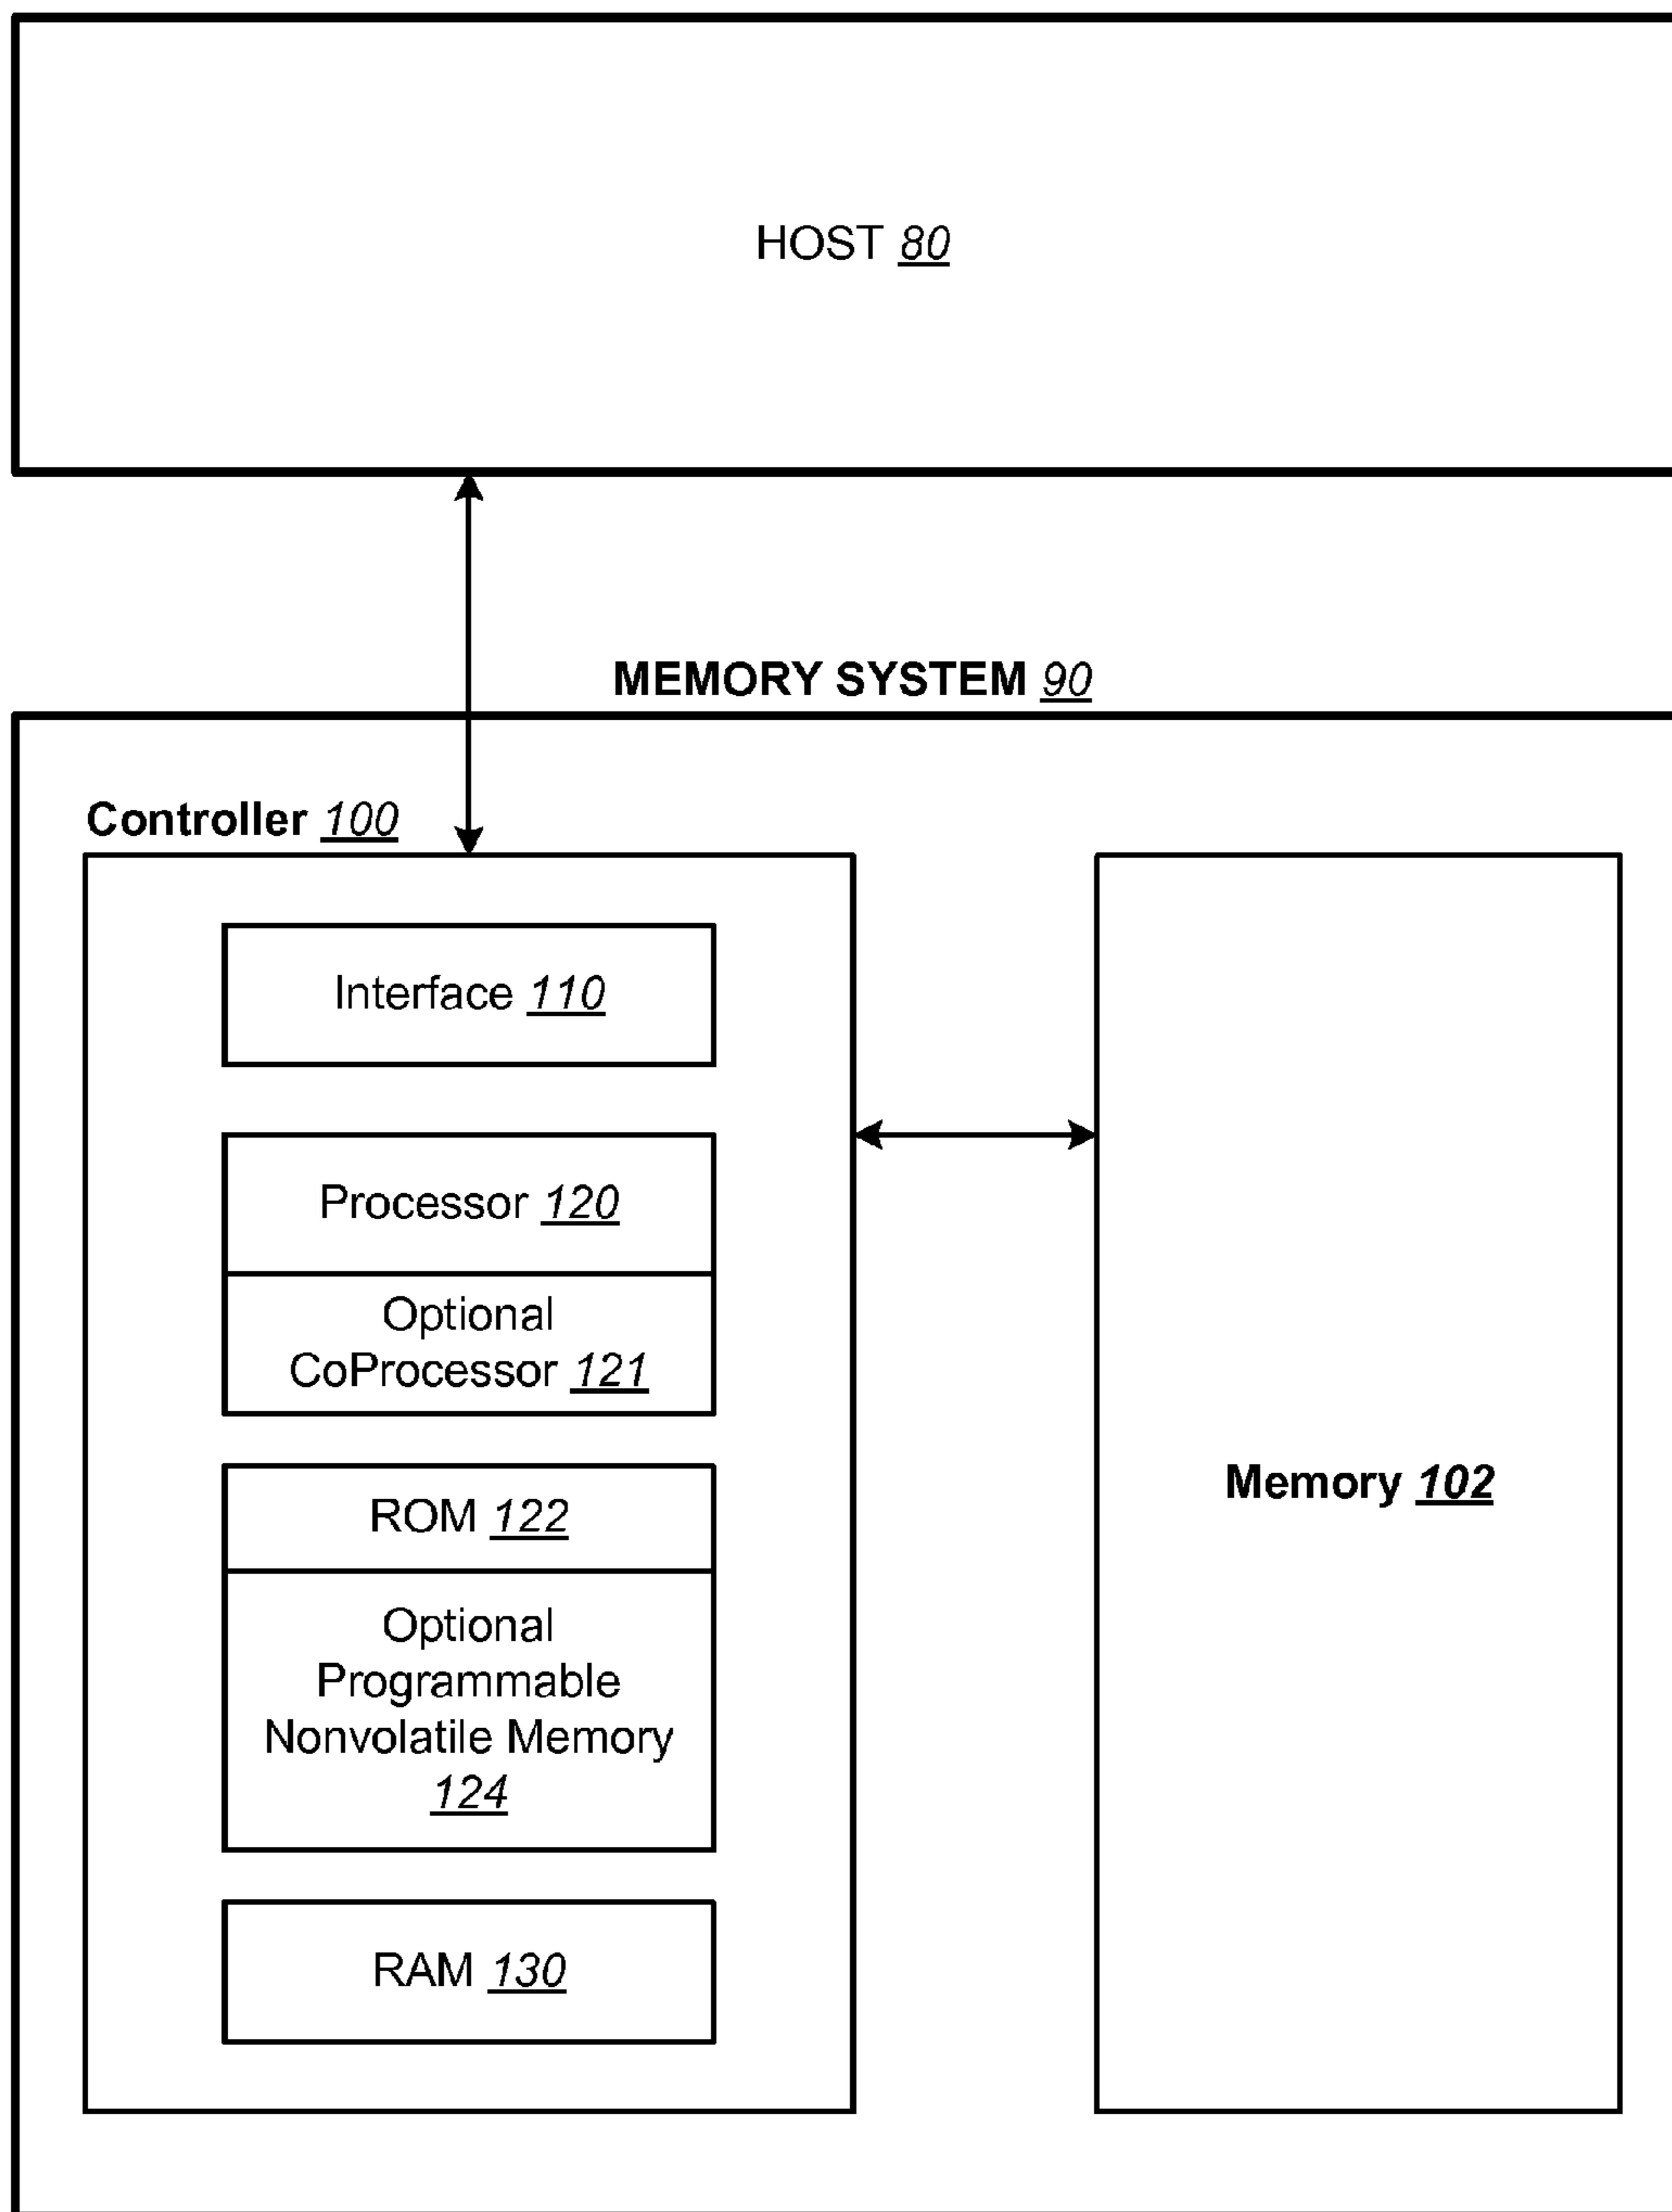 HOST 80
MEMORY SYSTEM 90
Controller 100
Interface 110
Processor 120
Optional
CoProcessor 121
ROM 122
Optional
Programmable
Nonvolatile Memory
124
RAM 130
Memory 102